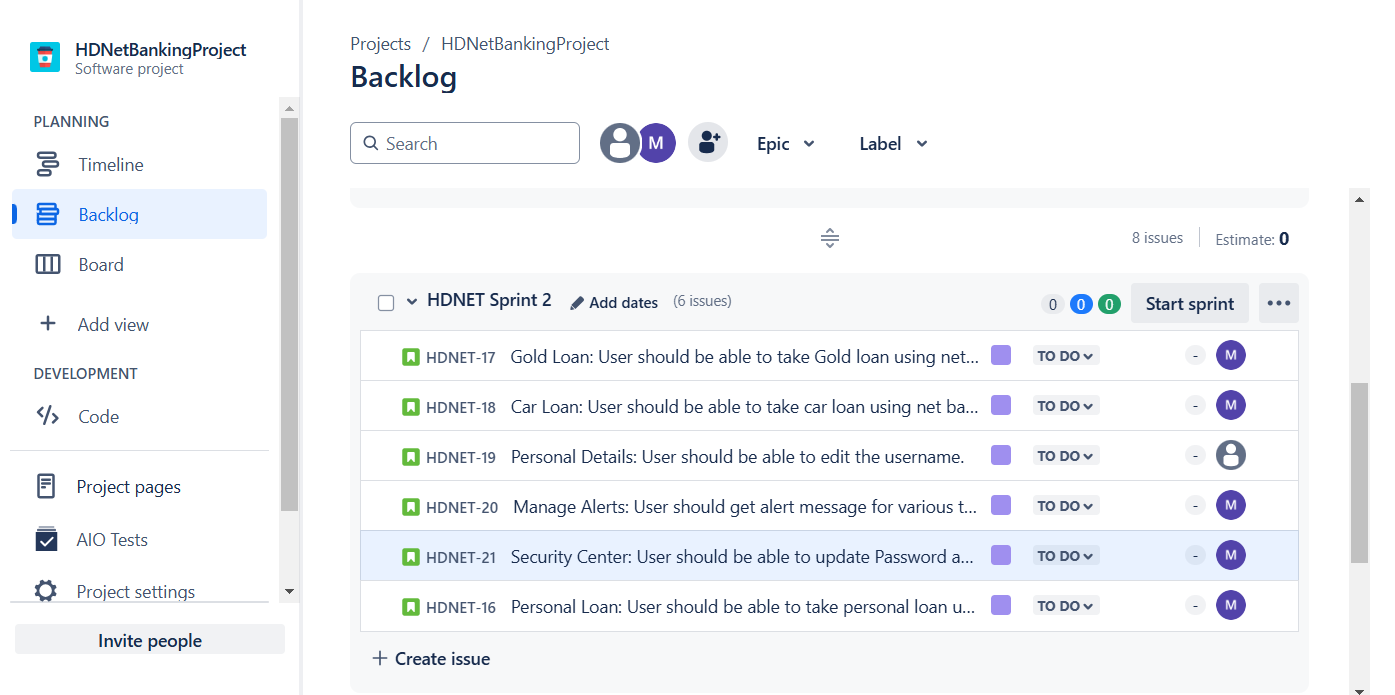 HDNetBankingProject
Software project
PLANNING
Timeline
Backlog
Board
Add view
DEVELOPMENT
Code
Project pages
AIO Tests
Project settings
Invite people
Projects / HDNetBankingProject
Backlog
Search M Epic Label
8 issues Estimate: 0
HDNET Sprint 2 Add dates (6 issues) 0 0 0 Start sprint
HDNET-17 Gold Loan: User should be able to take Gold loan using net... TO DO - M
HDNET-18 Car Loan: User should be able to take car loan using net ba... TO DO - M
HDNET-19 Personal Details: User should be able to edit the username. TO DO -
HDNET-20 Manage Alerts: User should get alert message for various t... TO DO - M
HDNET-21 Security Center: User should be able to update Password a... TO DO - M
HDNET-16 Personal Loan: User should be able to take personal loan u... TO DO - M
Create issue